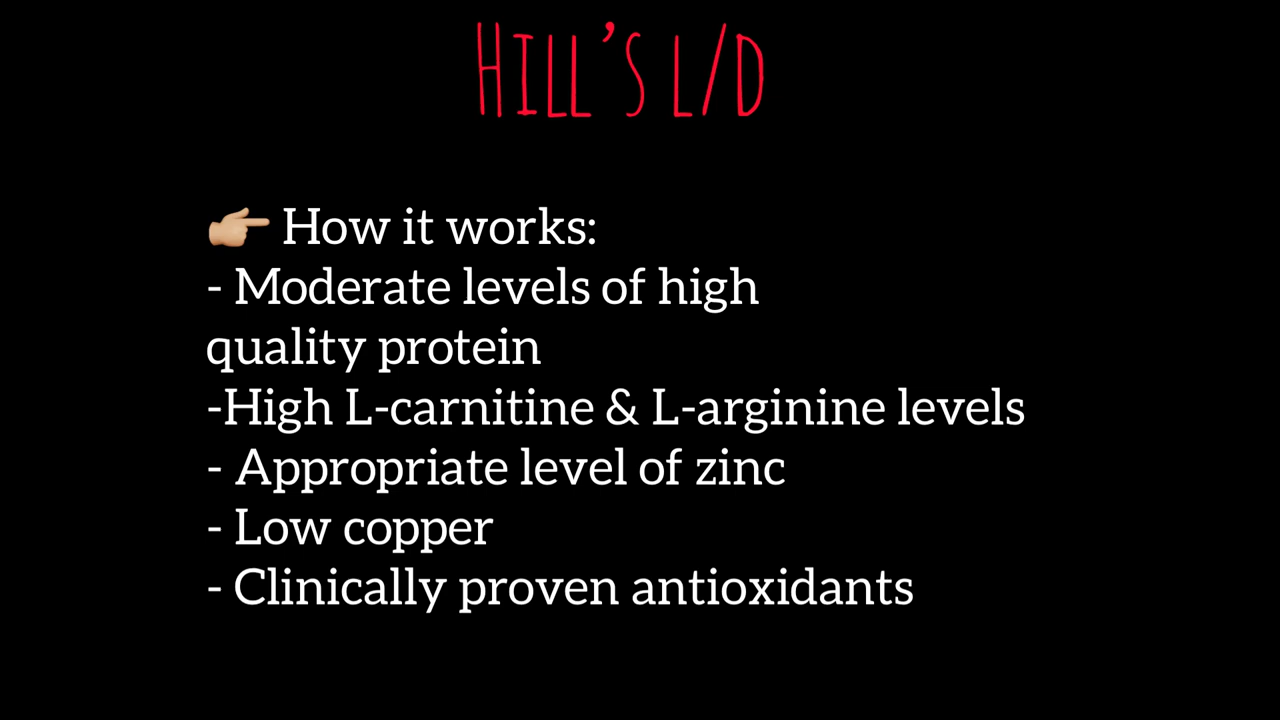 Hill's l/d
👉🏼 How it works:
- Moderate levels of high
quality protein
-High L-carnitine & L-arginine levels
- Appropriate level of zinc
- Low copper
- Clinically proven antioxidants